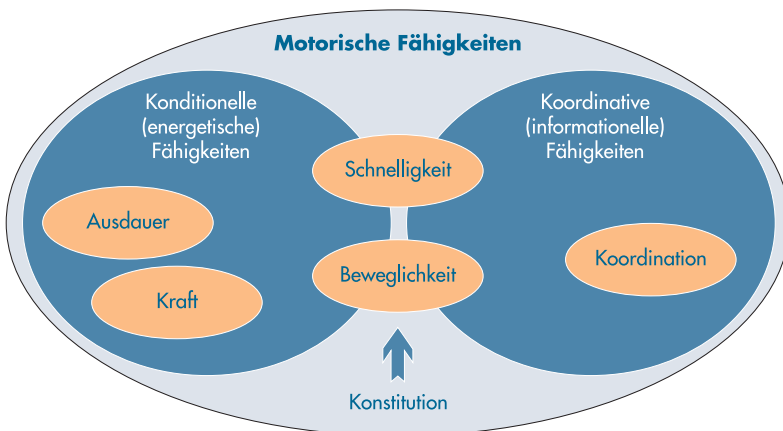 Motorische Fähigkeiten
Konditionelle
(energetische)
Fähigkeiten
Koordinative
(informationelle)
Fähigkeiten
Schnelligkeit
Ausdauer
Koordination
Beweglichkeit
Kraft
Konstitution